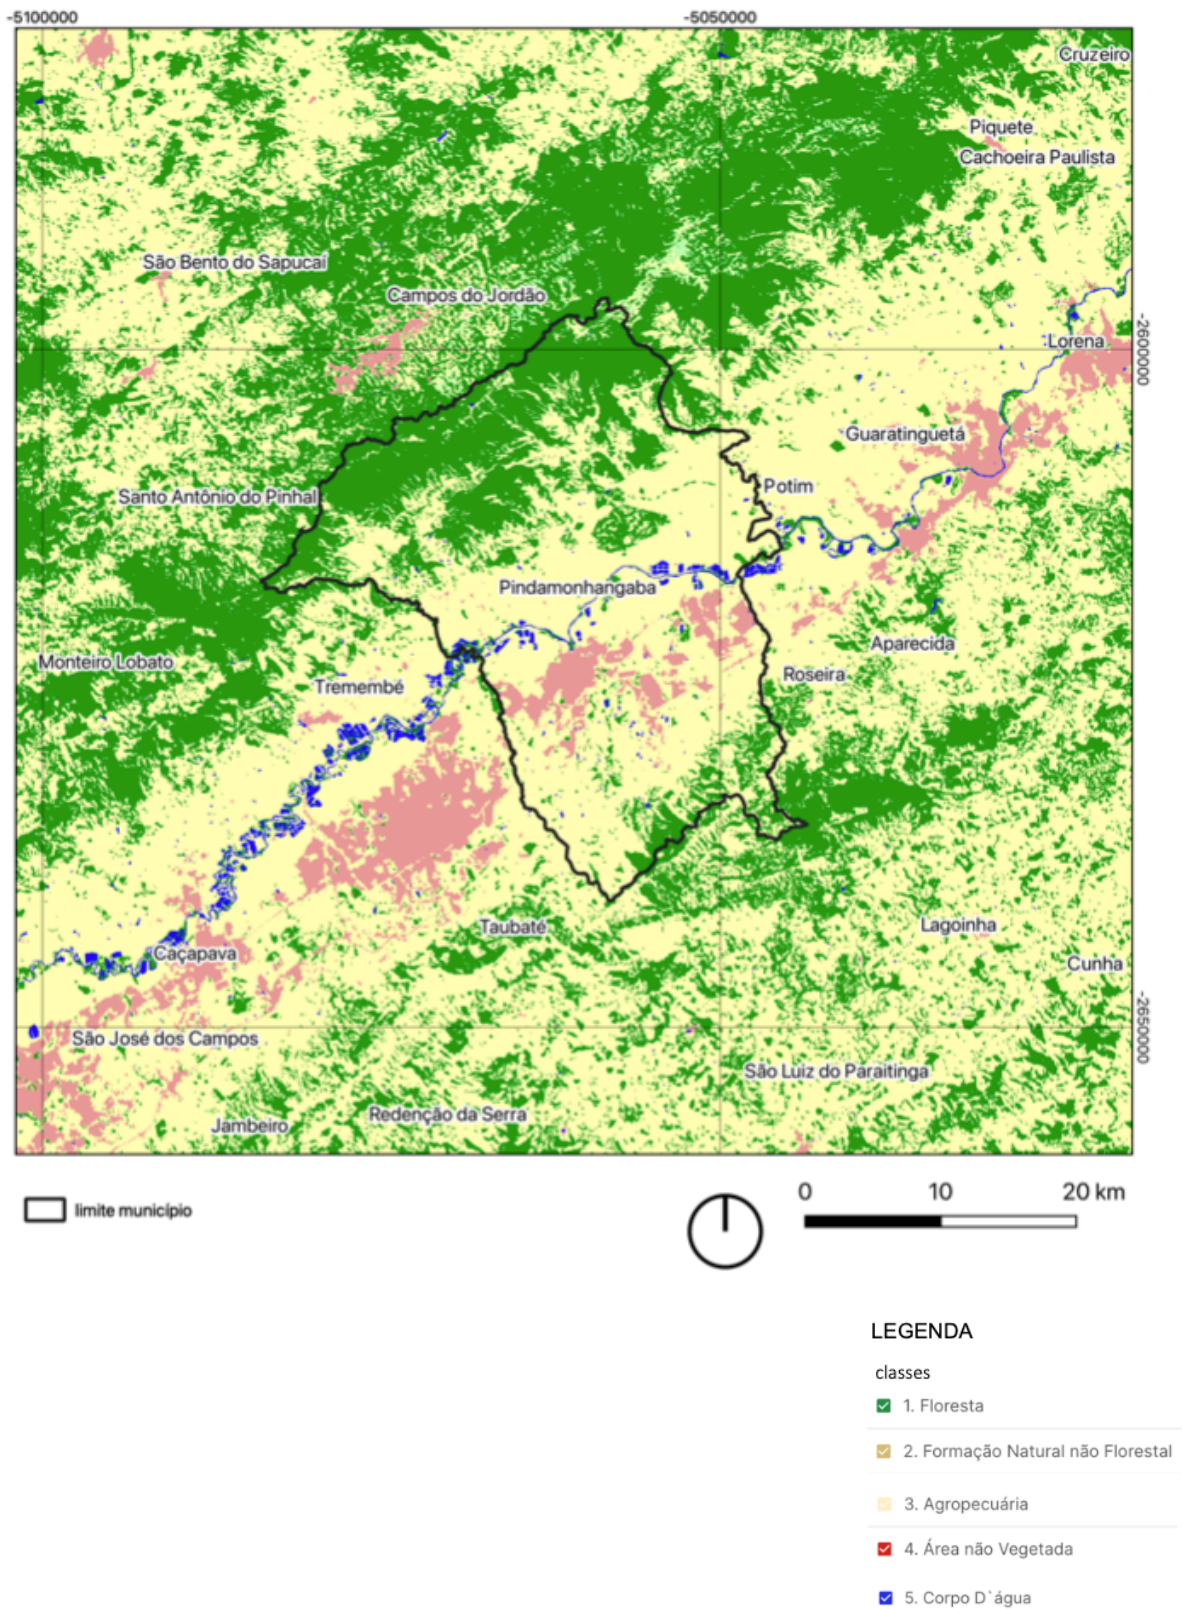 -5100000
-5050000
Cruzeiro
Piquete
Cachoeira Paulista
São Bento do Sapucaí
Campos do Jordão
-2600000
Lorena
Guaratinguetá
Potim
Santo Antônio do Pinhal
Pindamonhangaba
Aparecida
Monteiro Lobato
Roseira
Tremembé
Taubaté
Lagoinha
Caçapava
Cunha
-2650000
São José dos Campos
São Luiz do Paraitinga
Redenção da Serra
Jambeiro
limite município
0 10 20 km
LEGENDA
classes
1. Floresta
2. Formação Natural não Florestal
3. Agropecuária
4. Área não Vegetada
5. Corpo D`água